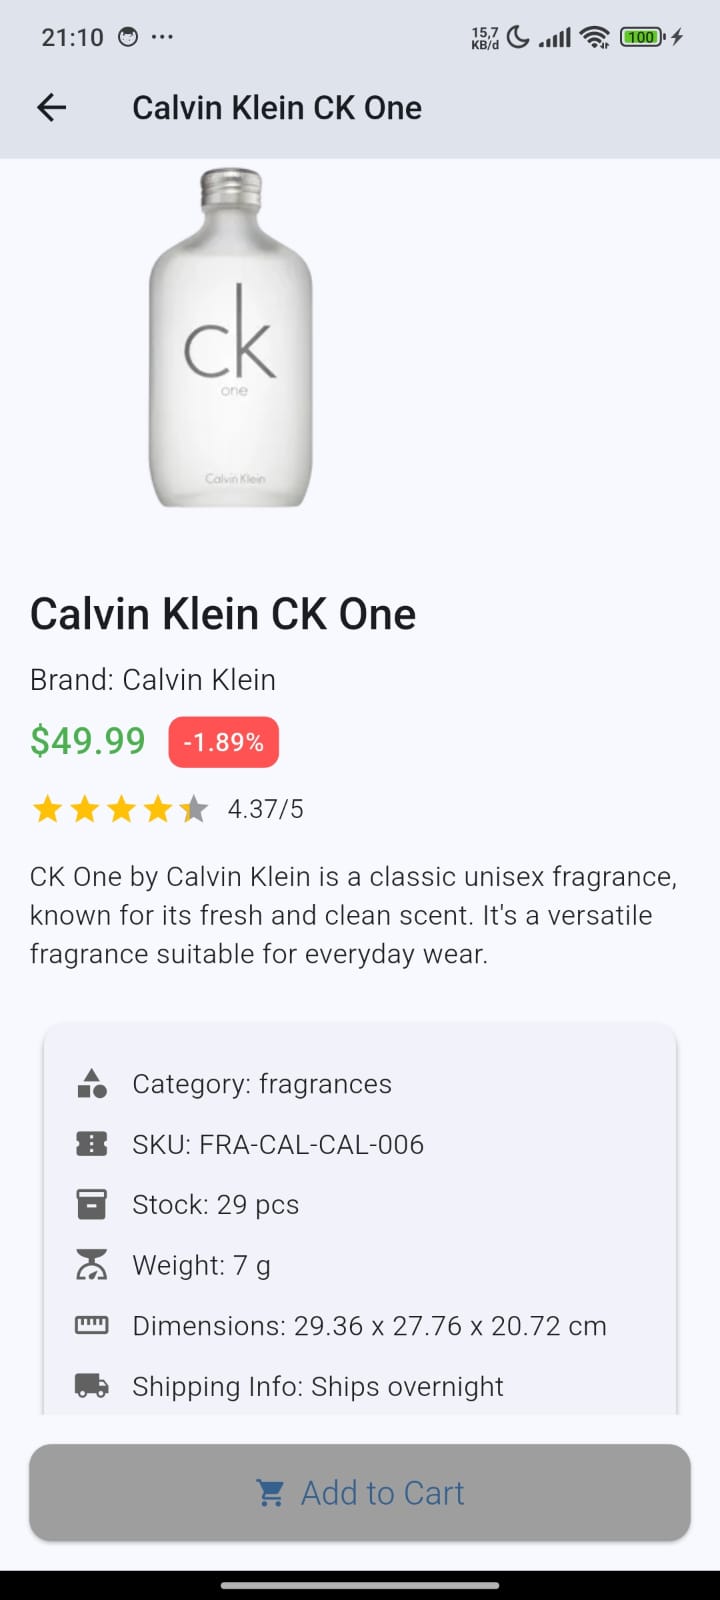 21:10
15,7
KB/d
100
Calvin Klein CK One
ck
one
Calvin Klein
Calvin Klein CK One
Brand: Calvin Klein
$49.99 -1.89%
4.37/5
CK One by Calvin Klein is a classic unisex fragrance,
known for its fresh and clean scent. It's a versatile
fragrance suitable for everyday wear.
Category: fragrances
SKU: FRA-CAL-CAL-006
Stock: 29 pcs
Weight: 7 g
Dimensions: 29.36 x 27.76 x 20.72 cm
Shipping Info: Ships overnight
Add to Cart